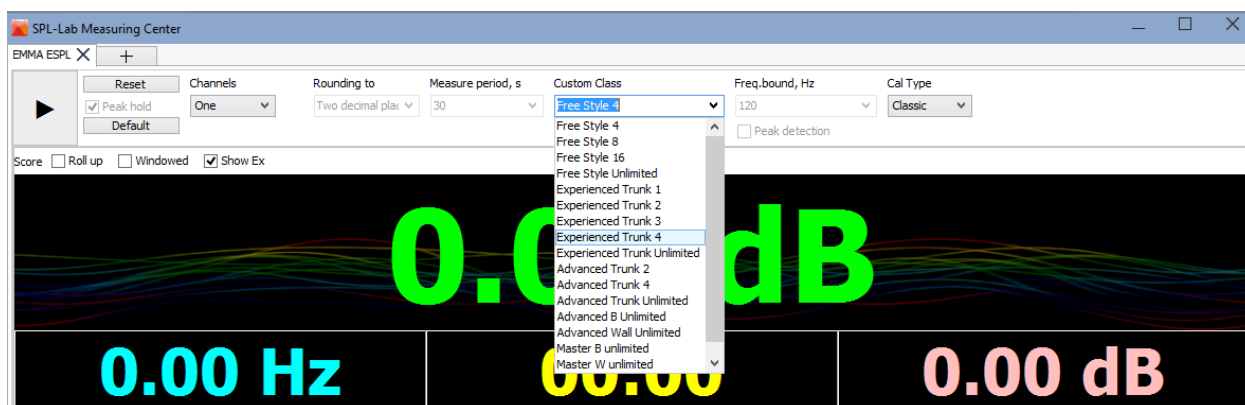 SPL-Lab Measuring Center
EMMA ESPL
Reset
Channels
Rounding to
Measure period, s
Custom Class
Freq.bound, Hz
Cal Type
Peak hold
One
Two decimal plac
30
Free Style 4
120
Classic
Default
Peak detection
Score
Roll up
Windowed
Show Ex
Free Style 4
Free Style 8
Free Style 16
Free Style Unlimited
Experienced Trunk 1
Experienced Trunk 2
Experienced Trunk 3
Experienced Trunk 4
Experienced Trunk Unlimited
Advanced Trunk 2
Advanced Trunk 4
Advanced Trunk Unlimited
Advanced B Unlimited
Advanced Wall Unlimited
Master B unlimited
Master W unlimited
dB
0.00 Hz
00:00
0.00 dB